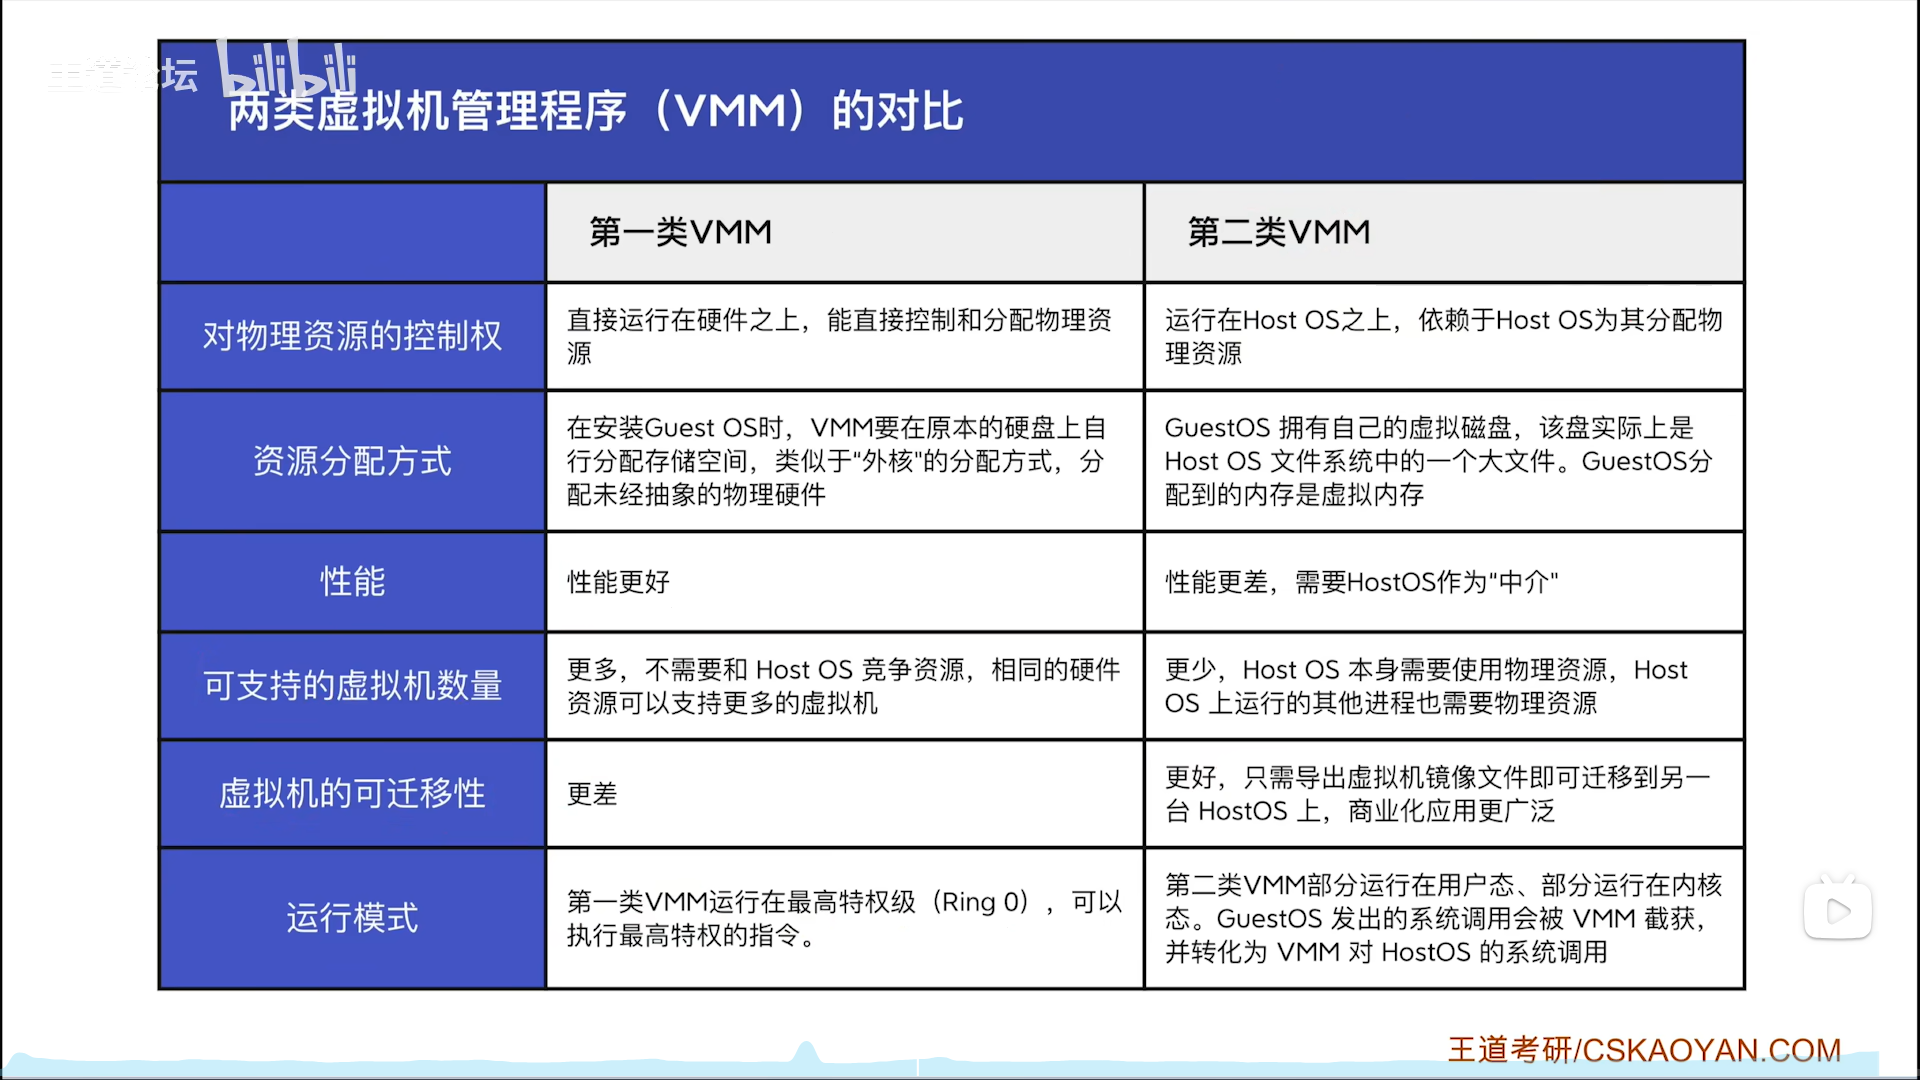 王道论坛 bilibili
两类虚拟机管理程序（VMM）的对比
第一类VMM
第二类VMM
对物理资源的控制权
直接运行在硬件之上，能直接控制和分配物理资
源
运行在Host OS之上，依赖于Host OS为其分配物
理资源
资源分配方式
在安装Guest OS时，VMM要在原本的硬盘上自
行分配存储空间，类似于"外核"的分配方式，分
配未经抽象的物理硬件
GuestOS 拥有自己的虚拟磁盘，该盘实际上是
Host OS 文件系统中的一个大文件。GuestOS分
配到的内存是虚拟内存
性能
性能更好
性能更差，需要HostOS作为"中介"
可支持的虚拟机数量
更多，不需要和 Host OS 竞争资源，相同的硬件
资源可以支持更多的虚拟机
更少，Host OS 本身需要使用物理资源，Host
OS 上运行的其他进程也需要物理资源
虚拟机的可迁移性
更差
更好，只需导出虚拟机镜像文件即可迁移到另一
台 HostOS 上，商业化应用更广泛
运行模式
第一类VMM运行在最高特权级（Ring 0），可以
执行最高特权的指令。
第二类VMM部分运行在用户态、部分运行在内核
态。GuestOS 发出的系统调用会被 VMM 截获，
并转化为 VMM 对 HostOS 的系统调用
王道考研/CSKAOYAN.COM